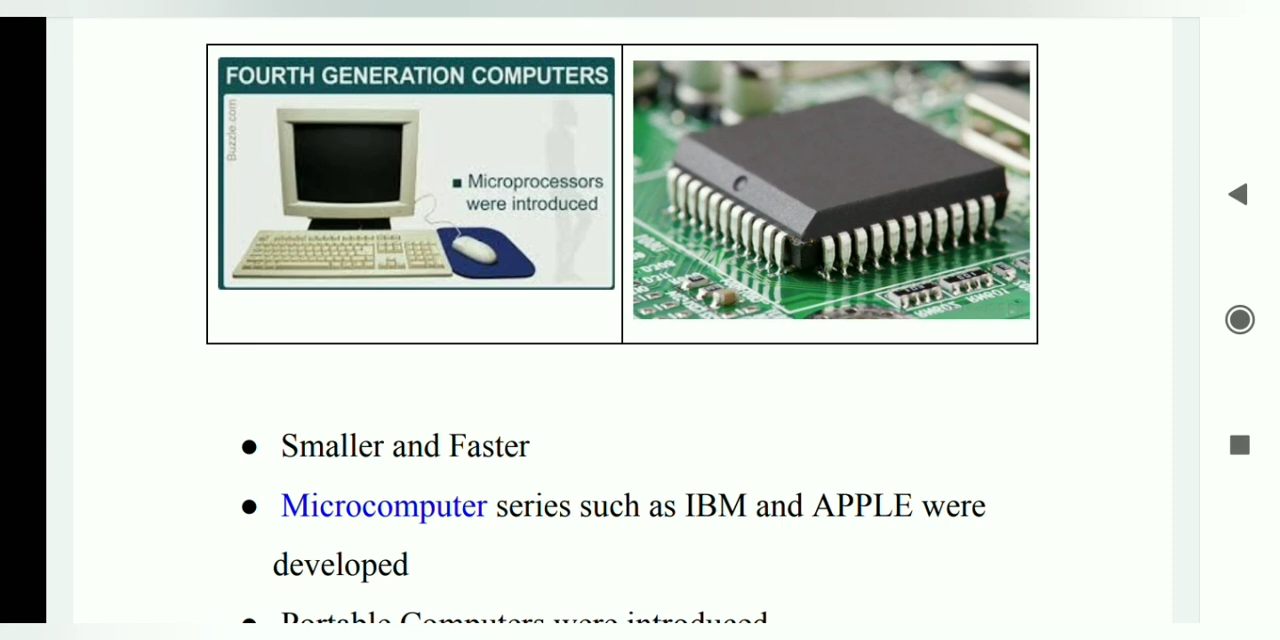 FOURTH GENERATION COMPUTERS
Buzzle.com
■ Microprocessors
were introduced
● Smaller and Faster
● Microcomputer series such as IBM and APPLE were
developed
● Portable Computers were introduced